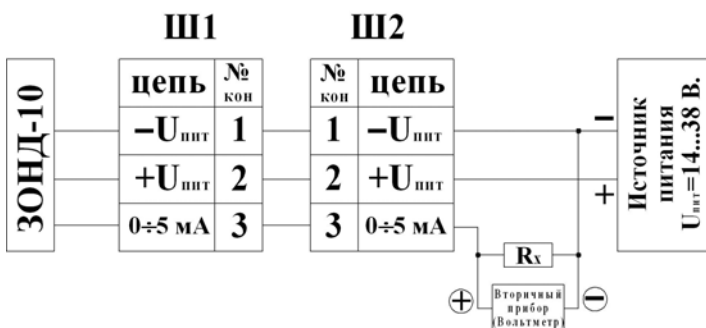 Ш1 Ш2
ЗОНД-10
цепь № кон
−Uпит 1
+Uпит 2
0÷5 мА 3
№ кон цепь
1 −Uпит
2 +Uпит
3 0÷5 мА
−
+
Источник
питания
Uпит=14...38 В.
Rx
+
Вторичный
прибор
(Вольтметр)
−